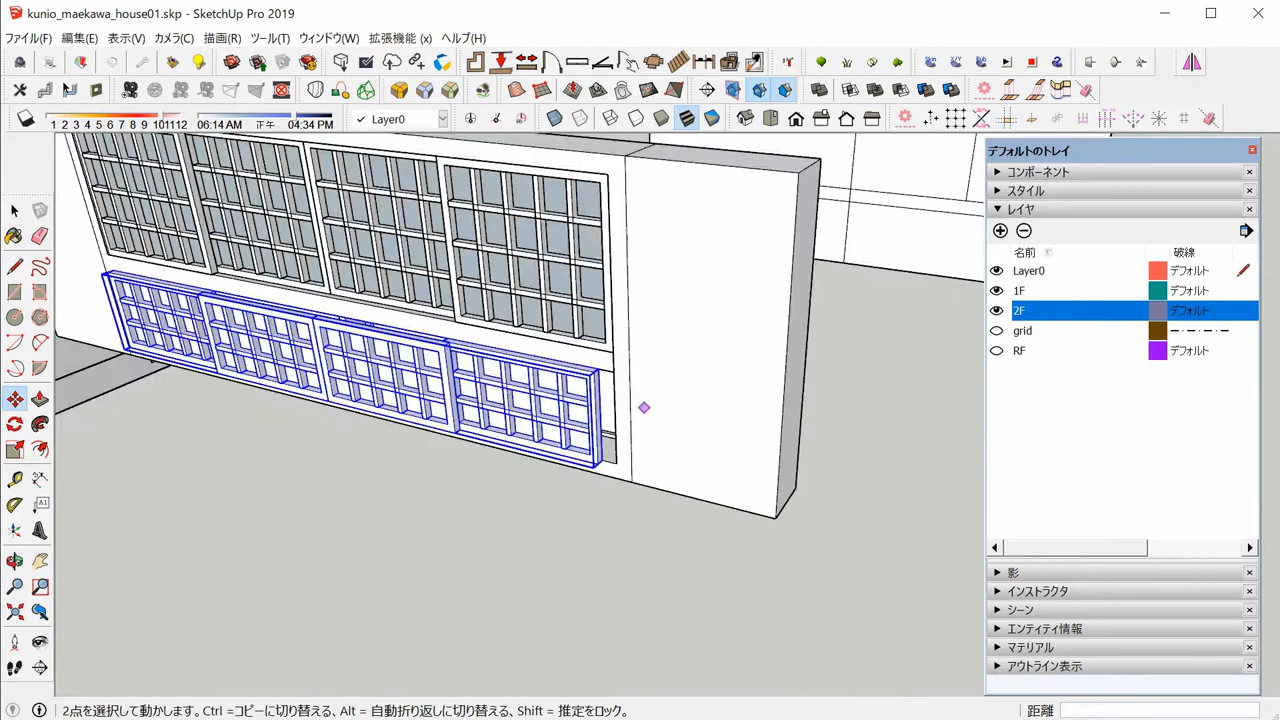 kunio_maekawa_house01.skp - SketchUp Pro 2019
ファイル(F) 編集(E) 表示(V) カメラ(C) 描画(R) ツール(T) ウィンドウ(W) 拡張機能 (x) ヘルプ(H)
1 2 3 4 5 6 7 8 9 101112 06:14 AM 正午 04:34 PM Layer0
デフォルトのトレイ
コンポーネント
スタイル
レイヤ
名前 破線
Layer0 デフォルト
1F デフォルト
2F デフォルト
grid
RF デフォルト
影
インストラクタ
シーン
エンティティ情報
マテリアル
アウトライン表示
2点を選択して動かします。Ctrl =コピーに切り替える、Alt = 自動折り返しに切り替える、Shift = 推定をロック。 距離